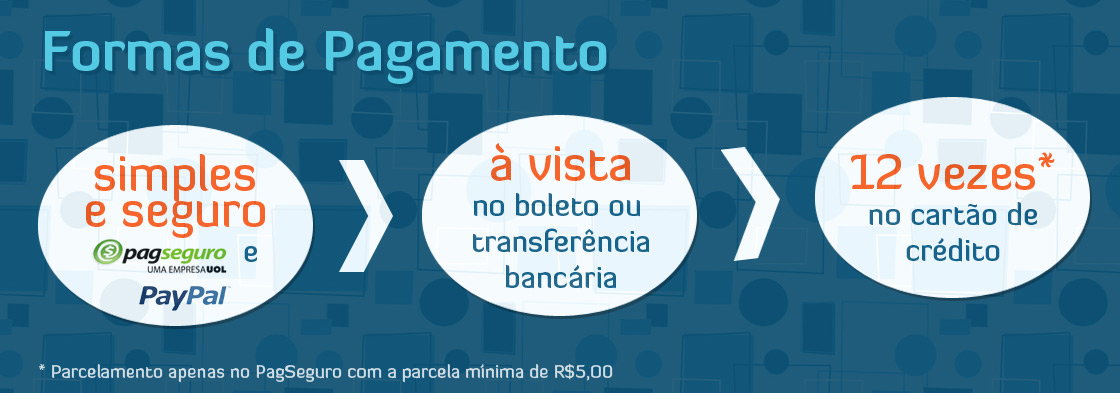 Formas de Pagamento
simples
e seguro
pagseguro e
UMA EMPRESA UOL
PayPal
à vista
no boleto ou
transferência
bancária
12 vezes*
no cartão de
crédito
* Parcelamento apenas no PagSeguro com a parcela mínima de R$5,00